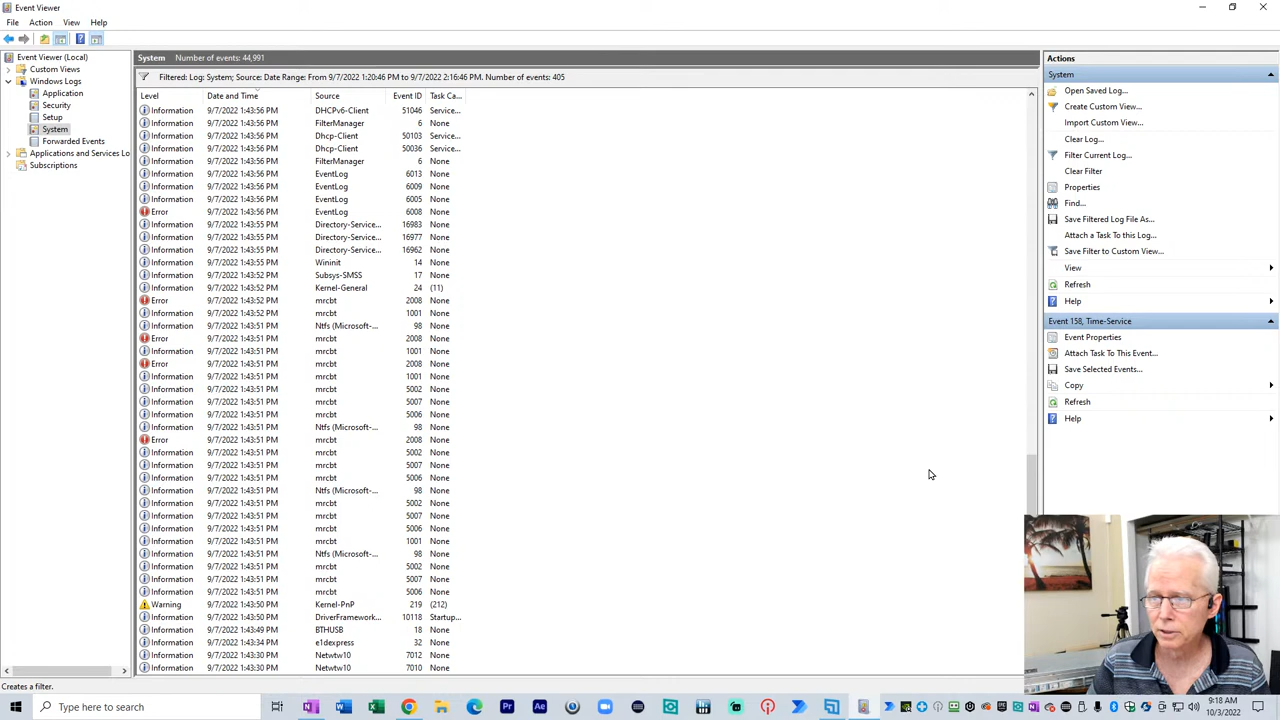 Event Viewer
File Action View Help
Event Viewer (Local)
Custom Views
Windows Logs
Application
Security
Setup
System
Forwarded Events
Applications and Services Lo
Subscriptions
System Number of events: 44,991
Filtered: Log: System; Source: Date Range: From 9/7/2022 1:20:46 PM to 9/7/2022 2:16:46 PM. Number of events: 405
Level Date and Time Source Event ID Task Ca...
Information 9/7/2022 1:43:56 PM DHCPv6-Client 51046 Service...
Information 9/7/2022 1:43:56 PM FilterManager 6 None
Information 9/7/2022 1:43:56 PM Dhcp-Client 50103 Service...
Information 9/7/2022 1:43:56 PM Dhcp-Client 50036 Service...
Information 9/7/2022 1:43:56 PM FilterManager 6 None
Information 9/7/2022 1:43:56 PM EventLog 6013 None
Information 9/7/2022 1:43:56 PM EventLog 6009 None
Information 9/7/2022 1:43:56 PM EventLog 6005 None
Error 9/7/2022 1:43:56 PM EventLog 6008 None
Information 9/7/2022 1:43:55 PM Directory-Service... 16983 None
Information 9/7/2022 1:43:55 PM Directory-Service... 16977 None
Information 9/7/2022 1:43:55 PM Directory-Service... 16962 None
Information 9/7/2022 1:43:55 PM Wininit 14 None
Information 9/7/2022 1:43:52 PM Subsys-SMSS 17 None
Information 9/7/2022 1:43:52 PM Kernel-General 24 (11)
Error 9/7/2022 1:43:52 PM mrcbt 2008 None
Information 9/7/2022 1:43:52 PM mrcbt 1001 None
Information 9/7/2022 1:43:51 PM Ntfs (Microsoft-... 98 None
Error 9/7/2022 1:43:51 PM mrcbt 2008 None
Information 9/7/2022 1:43:51 PM mrcbt 1001 None
Error 9/7/2022 1:43:51 PM mrcbt 2008 None
Information 9/7/2022 1:43:51 PM mrcbt 1001 None
Information 9/7/2022 1:43:51 PM mrcbt 5002 None
Information 9/7/2022 1:43:51 PM mrcbt 5007 None
Information 9/7/2022 1:43:51 PM mrcbt 5006 None
Information 9/7/2022 1:43:51 PM Ntfs (Microsoft-... 98 None
Error 9/7/2022 1:43:51 PM mrcbt 2008 None
Information 9/7/2022 1:43:51 PM mrcbt 5002 None
Information 9/7/2022 1:43:51 PM mrcbt 5007 None
Information 9/7/2022 1:43:51 PM mrcbt 5006 None
Information 9/7/2022 1:43:51 PM Ntfs (Microsoft-... 98 None
Information 9/7/2022 1:43:51 PM mrcbt 5002 None
Information 9/7/2022 1:43:51 PM mrcbt 5007 None
Information 9/7/2022 1:43:51 PM mrcbt 5006 None
Information 9/7/2022 1:43:51 PM mrcbt 1001 None
Information 9/7/2022 1:43:51 PM Ntfs (Microsoft-... 98 None
Information 9/7/2022 1:43:51 PM mrcbt 5002 None
Information 9/7/2022 1:43:51 PM mrcbt 5007 None
Information 9/7/2022 1:43:51 PM mrcbt 5006 None
Warning 9/7/2022 1:43:50 PM Kernel-PnP 219 (212)
Information 9/7/2022 1:43:50 PM DriverFramework... 10118 Startup...
Information 9/7/2022 1:43:49 PM BTHUSB 18 None
Information 9/7/2022 1:43:34 PM e1dexpress 32 None
Information 9/7/2022 1:43:30 PM Netwtw10 7012 None
Information 9/7/2022 1:43:30 PM Netwtw10 7010 None
Actions
System
Open Saved Log...
Create Custom View...
Import Custom View...
Clear Log...
Filter Current Log...
Clear Filter
Properties
Find...
Save Filtered Log File As...
Attach a Task To this Log...
Save Filter to Custom View...
View
Refresh
Help
Event 158, Time-Service
Event Properties
Attach Task To This Event...
Save Selected Events...
Copy
Refresh
Help
Creates a filter.
Type here to search
9:18 AM
10/3/2022